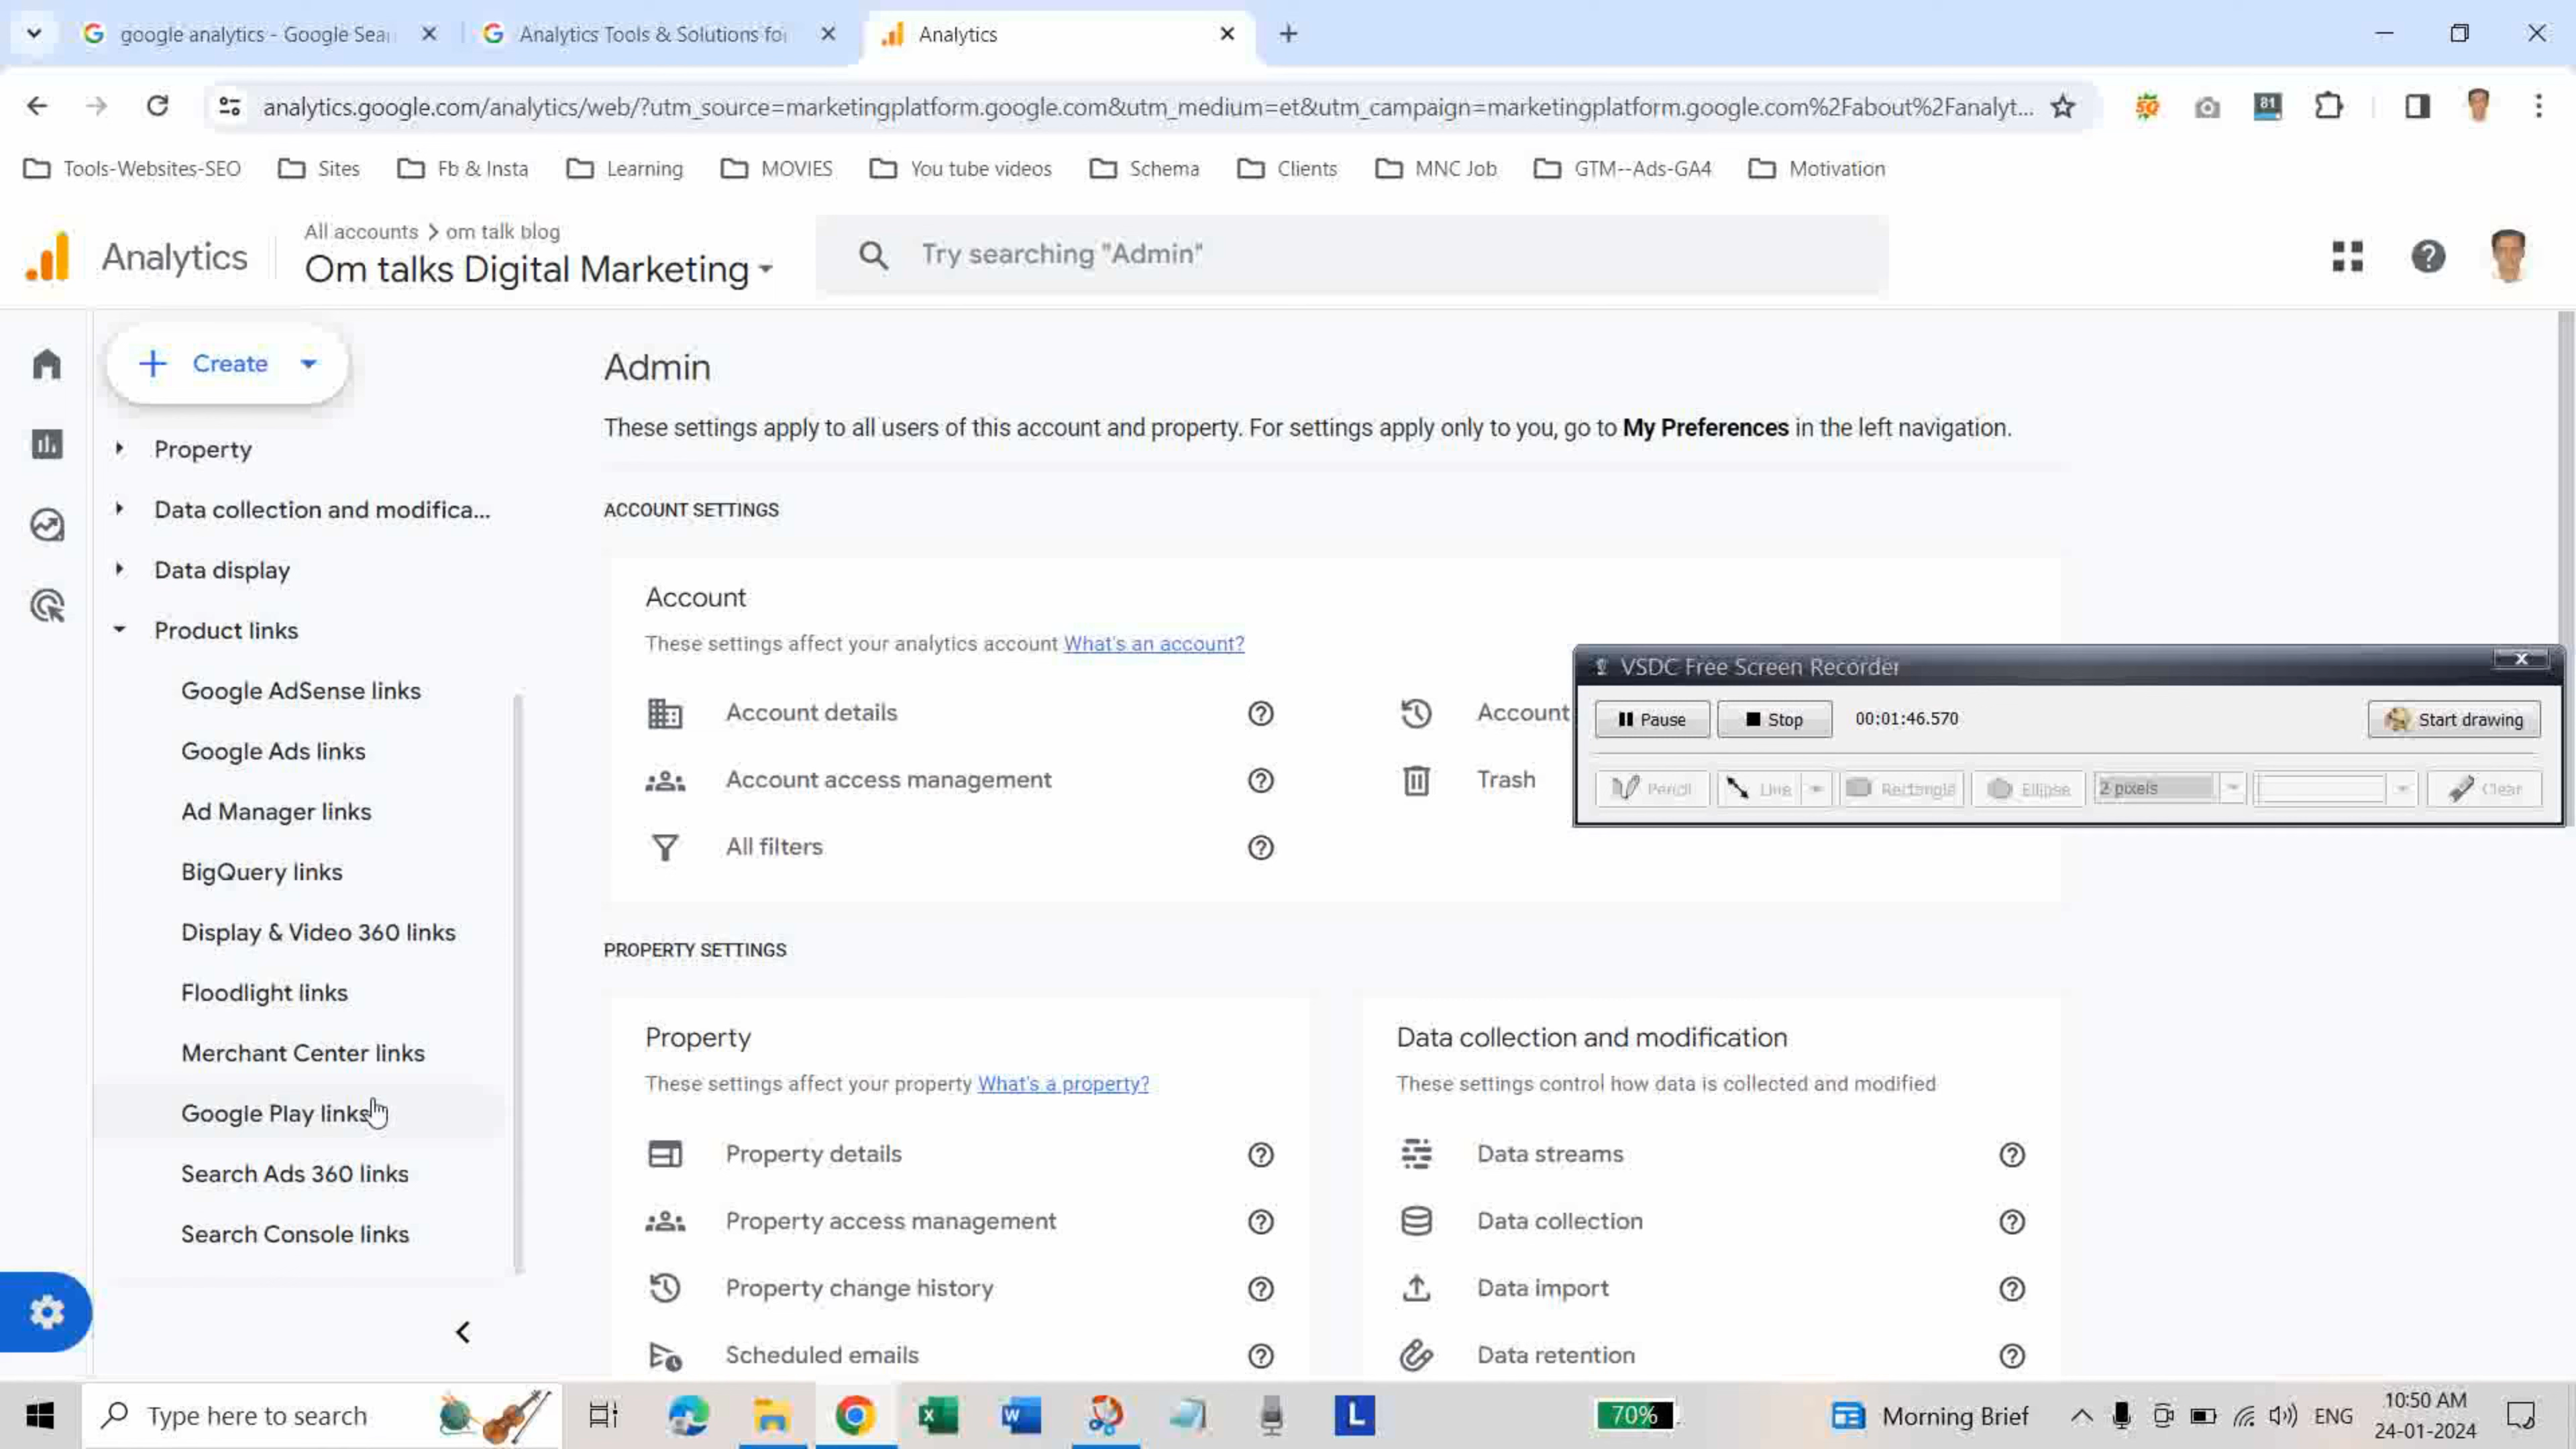 google analytics - Google Sear
Analytics Tools & Solutions for
Analytics
analytics.google.com/analytics/web/?utm_source=marketingplatform.google.com&utm_medium=et&utm_campaign=marketingplatform.google.com%2Fabout%2Fanalyt...
81
Tools-Websites-SEO
Sites
Fb & Insta
Learning
MOVIES
You tube videos
Schema
Clients
MNC Job
GTM--Ads-GA4
Motivation
Analytics
All accounts > om talk blog
Om talks Digital Marketing
Try searching "Admin"
Create
Property
Data collection and modifica...
Data display
Product links
Google AdSense links
Google Ads links
Ad Manager links
BigQuery links
Display & Video 360 links
Floodlight links
Merchant Center links
Google Play links
Search Ads 360 links
Search Console links
Admin
These settings apply to all users of this account and property. For settings apply only to you, go to My Preferences in the left navigation.
ACCOUNT SETTINGS
Account
These settings affect your analytics account What's an account?
Account details
Account
Account access management
Trash
All filters
VSDC Free Screen Recorder
Pause
Stop
00:01:46.570
Start drawing
Pencil
Line
Rectangle
Ellipse
2 pixels
Clear
PROPERTY SETTINGS
Property
These settings affect your property What's a property?
Property details
Property access management
Property change history
Scheduled emails
Data collection and modification
These settings control how data is collected and modified
Data streams
Data collection
Data import
Data retention
Type here to search
70%
Morning Brief
ENG
10:50 AM
24-01-2024